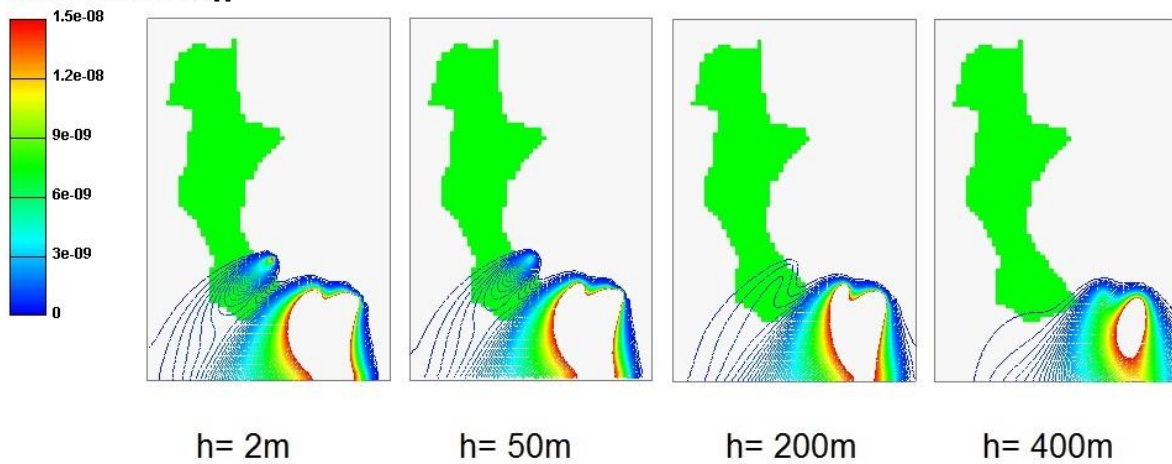 1.5e-08
1.2e-08
9e-09
6e-09
3e-09
0
h= 2m
h= 50m
h= 200m
h= 400m